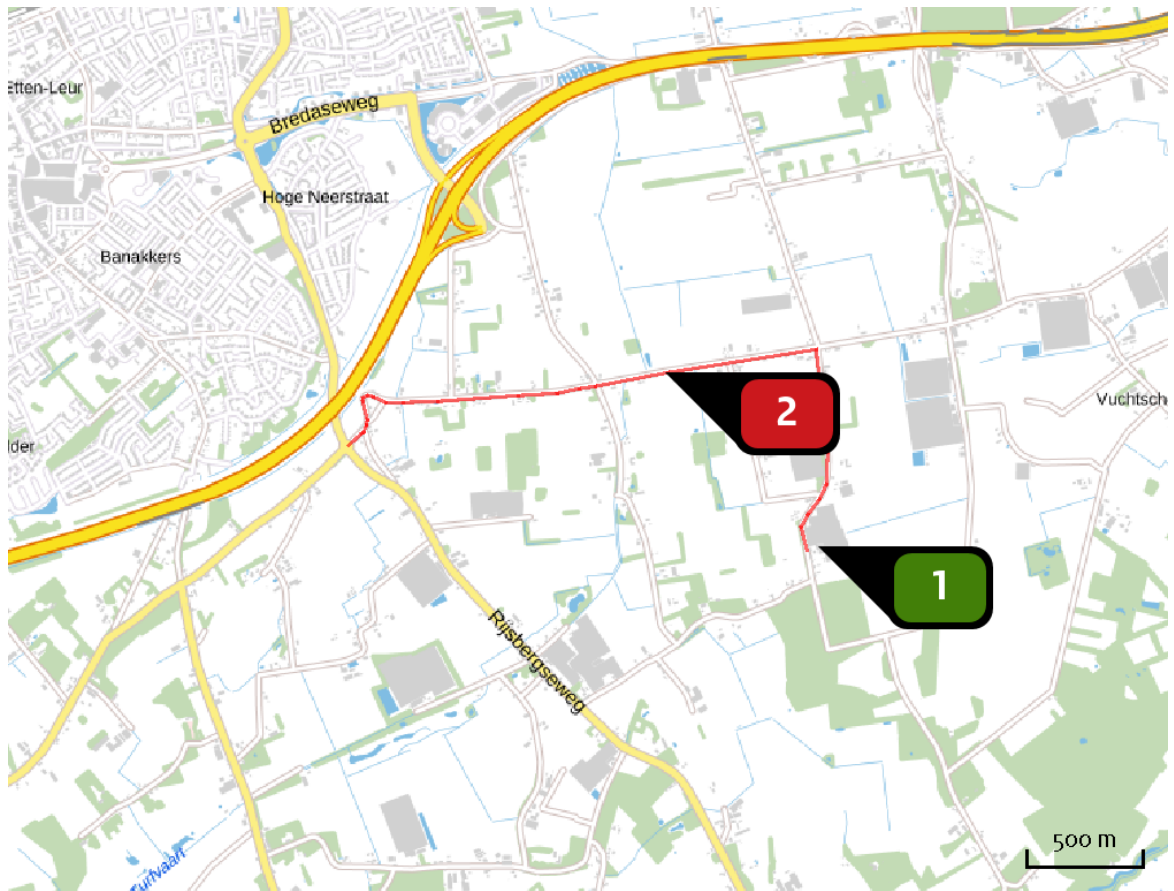 Etten-Leur
Bredaseweg
Hoge Neerstraat
Banakkers
Vuchtsch
lder
2
1
Rijsbergseweg
500 m
Turfvaart